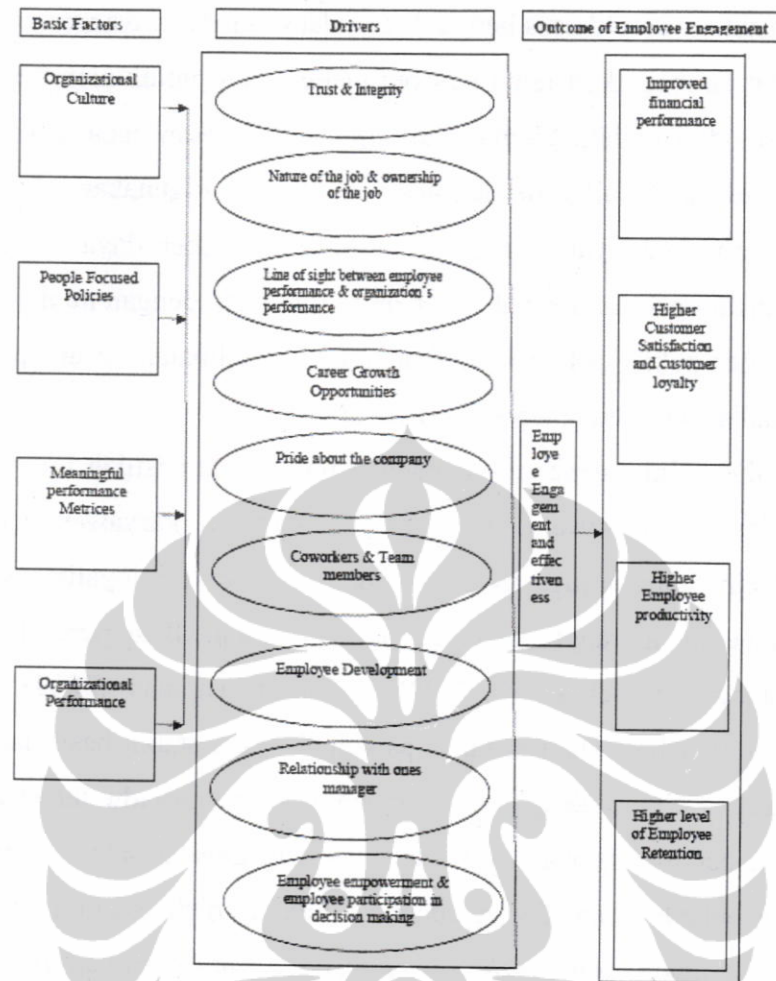 Basic Factors
Drivers
Outcome of Employee Engagement
Organizational
Culture
People Focused
Policies
Meaningful
performance
Metrices
Organizational
Performance
Trust & Integrity
Nature of the job & ownership
of the job
Line of sight between employee
performance & organization's
performance
Career Growth
Opportunities
Pride about the company
Coworkers & Team
members
Employee Development
Relationship with ones
manager
Employee empowerment &
employee participation in
decision making
Emp
loye
e
Enga
gem
ent
and
effec
tiven
ess
Improved
financial
performance
Higher
Customer
Satisfaction
and customer
loyalty
Higher
Employee
productivity
Higher level
of Employee
Retention